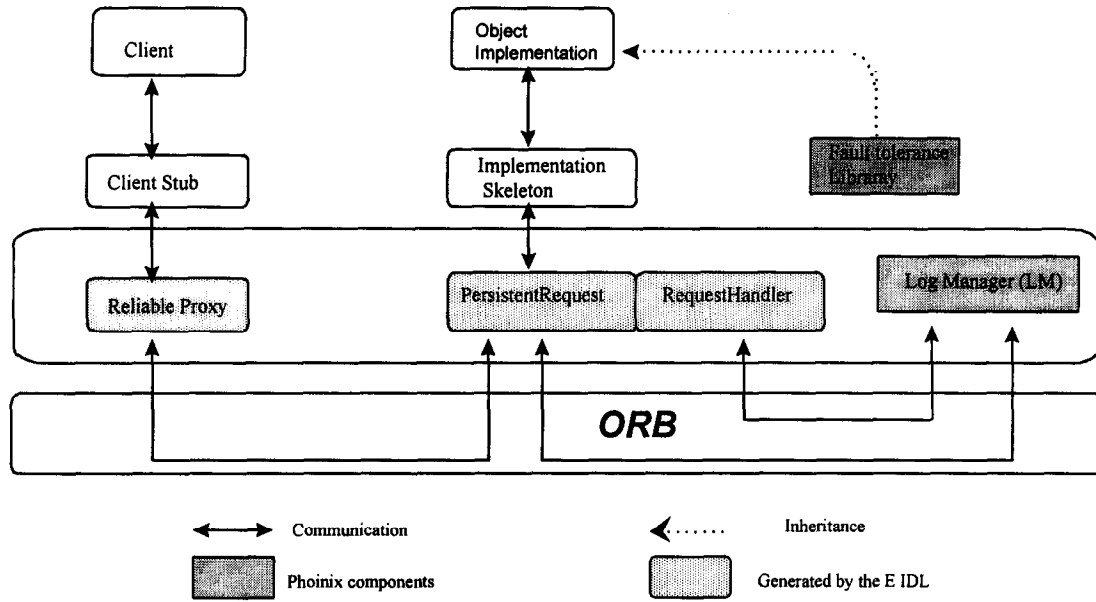 Client
Object
Implementation
Client Stub
Implementation
Skeleton
Fault-tolerance
Libraray
Reliable Proxy
PersistentRequest
RequestHandler
Log Manager (LM)
ORB
Communication
Inheritance
Phoinix components
Generated by the E IDL